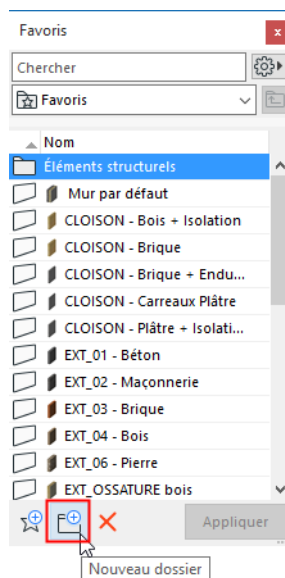 Favoris
x
Chercher
Favoris
Nom
Éléments structurels
Mur par défaut
CLOISON - Bois + Isolation
CLOISON - Brique
CLOISON - Brique + Endu...
CLOISON - Carreaux Plâtre
CLOISON - Plâtre + Isolati...
EXT_01 - Béton
EXT_02 - Maçonnerie
EXT_03 - Brique
EXT_04 - Bois
EXT_06 - Pierre
EXT_OSSATURE bois
Appliquer
Nouveau dossier